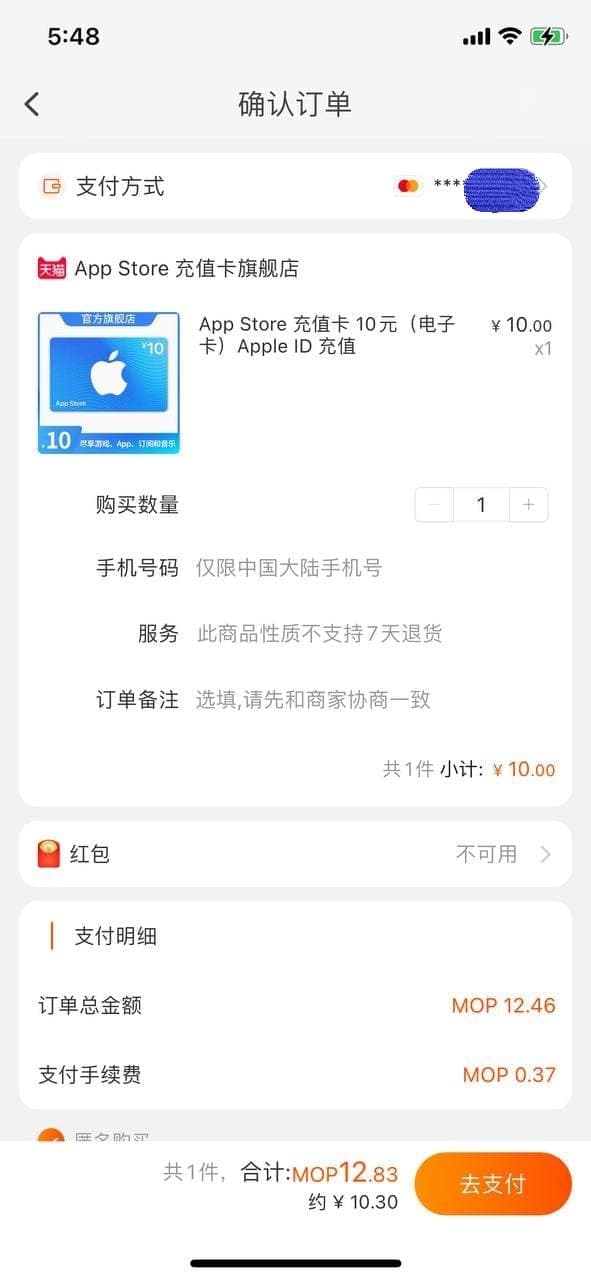 5:48
确认订单
支付方式
***
天猫 App Store 充值卡旗舰店
官方旗舰店
¥10
App Store
10 尽享游戏、App、订阅和音乐
App Store 充值卡 10元（电子
卡）Apple ID 充值
¥ 10.00
x1
购买数量
− 1 +
手机号码 仅限中国大陆手机号
服务 此商品性质不支持7天退货
订单备注 选填,请先和商家协商一致
共1件 小计: ¥ 10.00
红包 不可用
支付明细
订单总金额 MOP 12.46
支付手续费 MOP 0.37
匿名购买
共1件, 合计:MOP12.83
约 ¥ 10.30
去支付